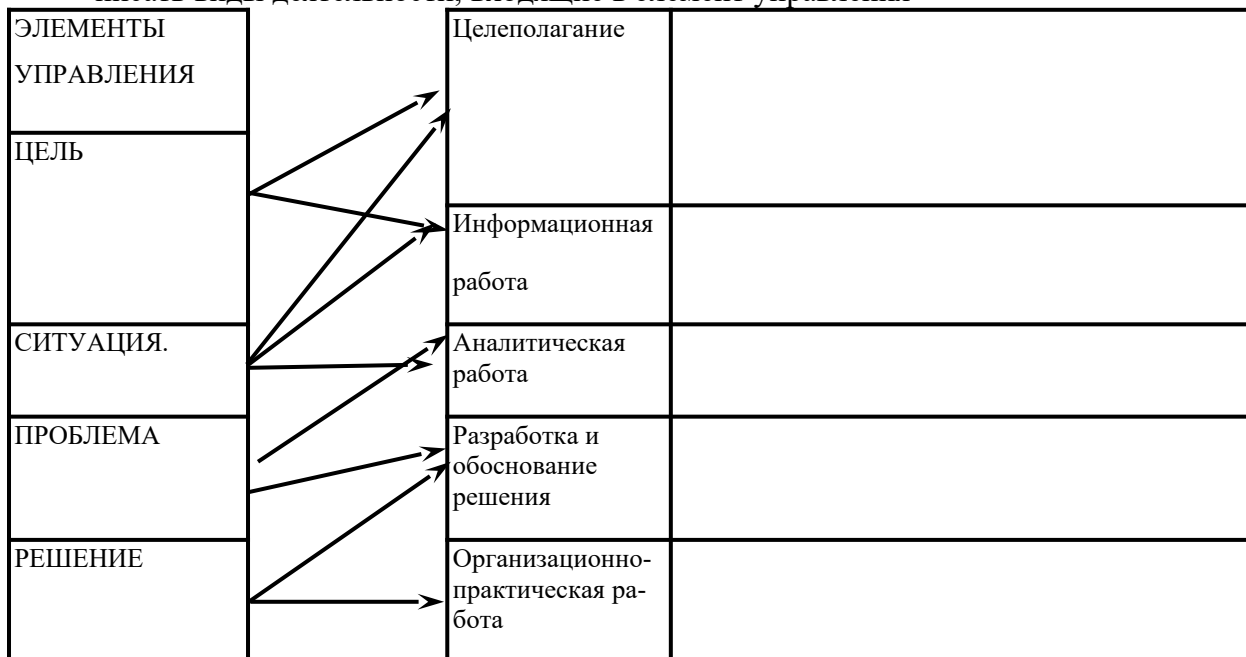 ЭЛЕМЕНТЫ
УПРАВЛЕНИЯ
Целеполагание
ЦЕЛЬ
Информационная
работа
СИТУАЦИЯ.
Аналитическая
работа
ПРОБЛЕМА
Разработка и
обоснование
решения
РЕШЕНИЕ
Организационно-
практическая ра-
бота